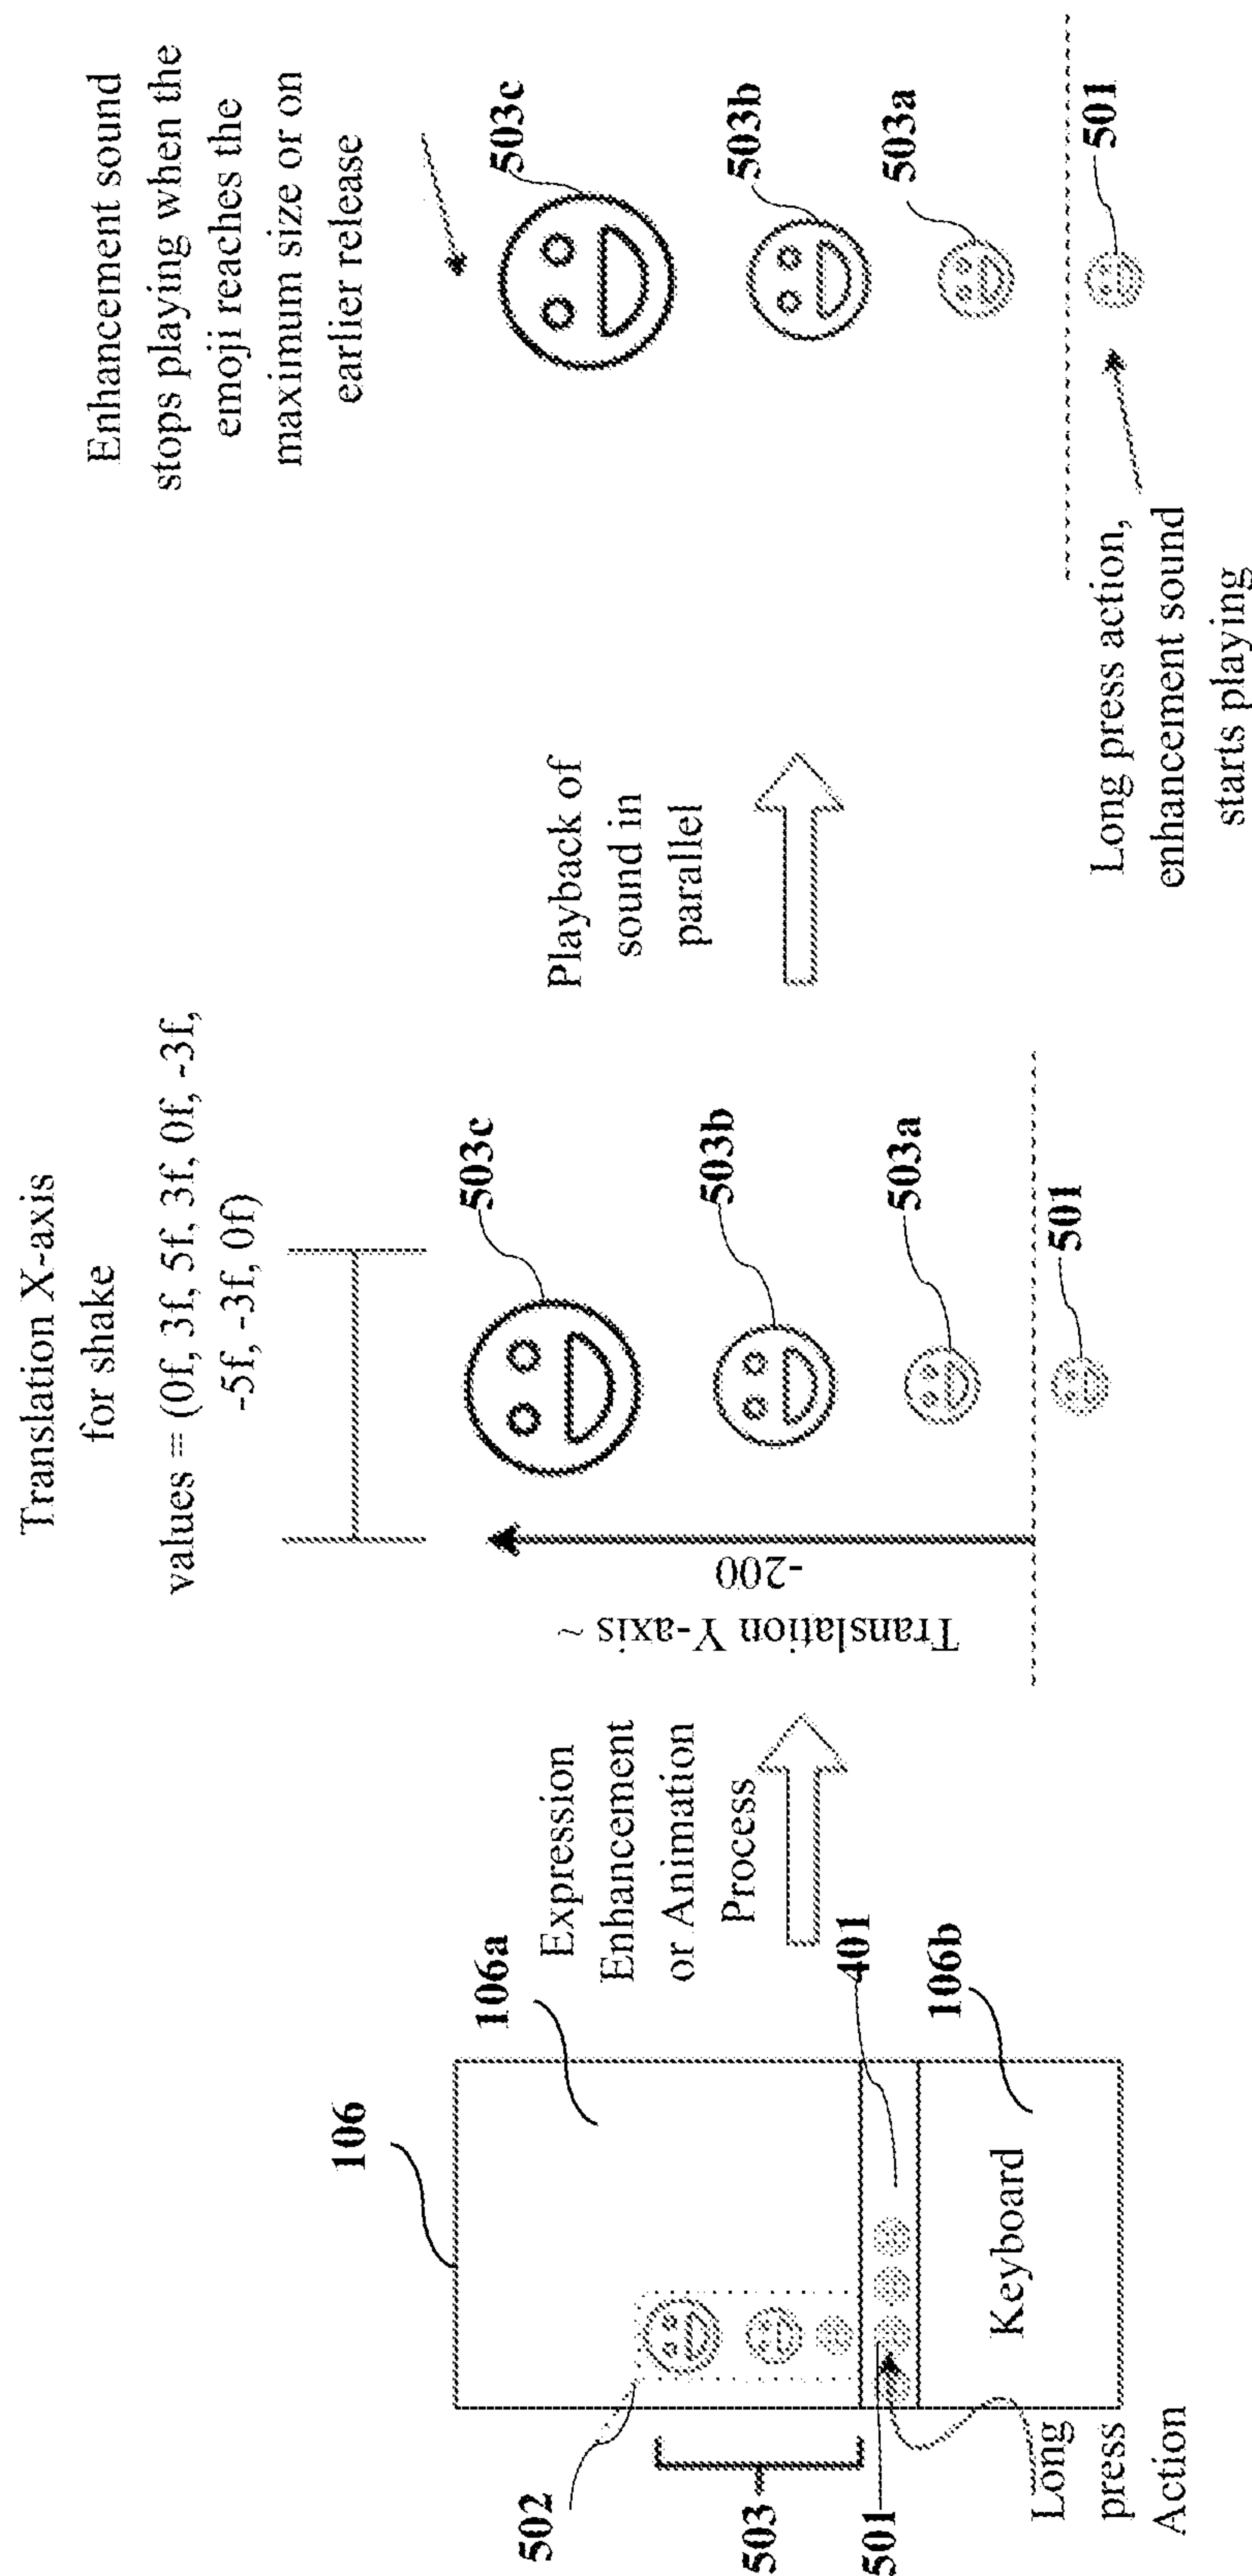 106
106a
502
503
501
401
106b
Keyboard
Long
press
Action
Expression
Enhancement
or Animation
Process
Translation X-axis
for shake
values = (0f, 3f, 5f, 3f, 0f, -3f,
-5f, -3f, 0f)
Translation Y-axis ~
-200
503c
503b
503a
501
Playback of
sound in
parallel
Enhancement sound
stops playing when the
emoji reaches the
maximum size or on
earlier release
503c
503b
503a
501
Long press action,
enhancement sound
starts playing